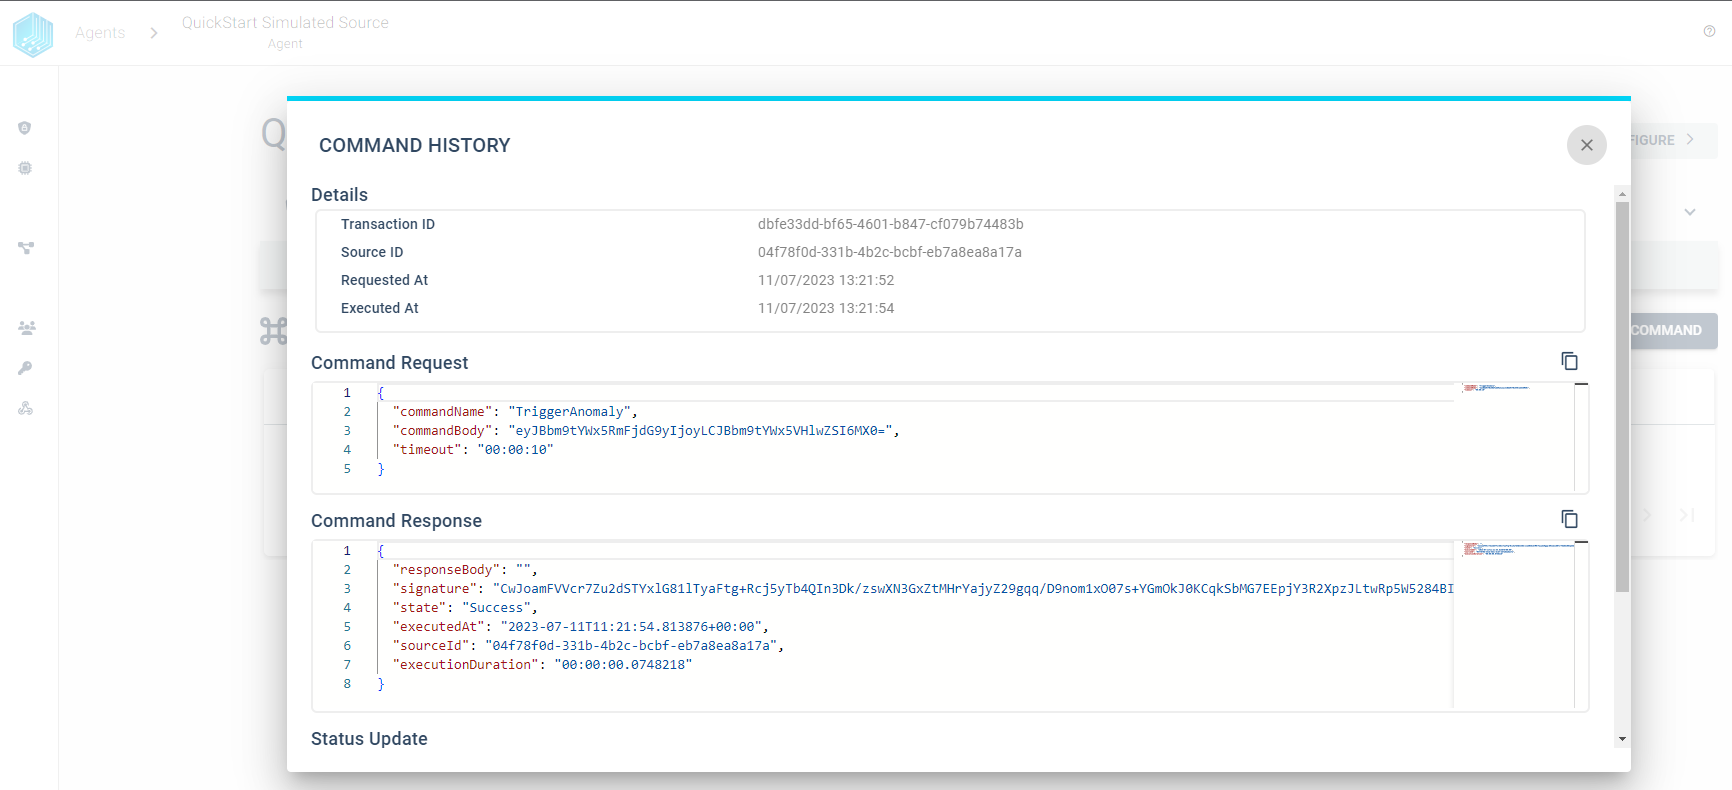 Agents
QuickStart Simulated Source
Agent
Q
FIGURE
COMMAND
COMMAND HISTORY
Details
Transaction ID dbfe33dd-bf65-4601-b847-cf079b74483b
Source ID 04f78f0d-331b-4b2c-bcbf-eb7a8ea8a17a
Requested At 11/07/2023 13:21:52
Executed At 11/07/2023 13:21:54
Command Request
1 {
2 "commandName": "TriggerAnomaly",
3 "commandBody": "eyJBbm9tYWx5RmFjdG9yIjoyLCJBbm9tYWx5VHlwZSI6MX0=",
4 "timeout": "00:00:10"
5 }
Command Response
1 {
2 "responseBody": "",
3 "signature": "CwJoamFVVcr7Zu2dSTYxlG81lTyaFtg+Rcj5yTb4QIn3Dk/zswXN3GxZtMHrYajyZ29gqq/D9nom1xO07s+YGmOkJ0KCqkSbMG7EEpjY3R2XpzJLtwRp5W5284BI
4 "state": "Success",
5 "executedAt": "2023-07-11T11:21:54.813876+00:00",
6 "sourceId": "04f78f0d-331b-4b2c-bcbf-eb7a8ea8a17a",
7 "executionDuration": "00:00:00.0748218"
8 }
Status Update